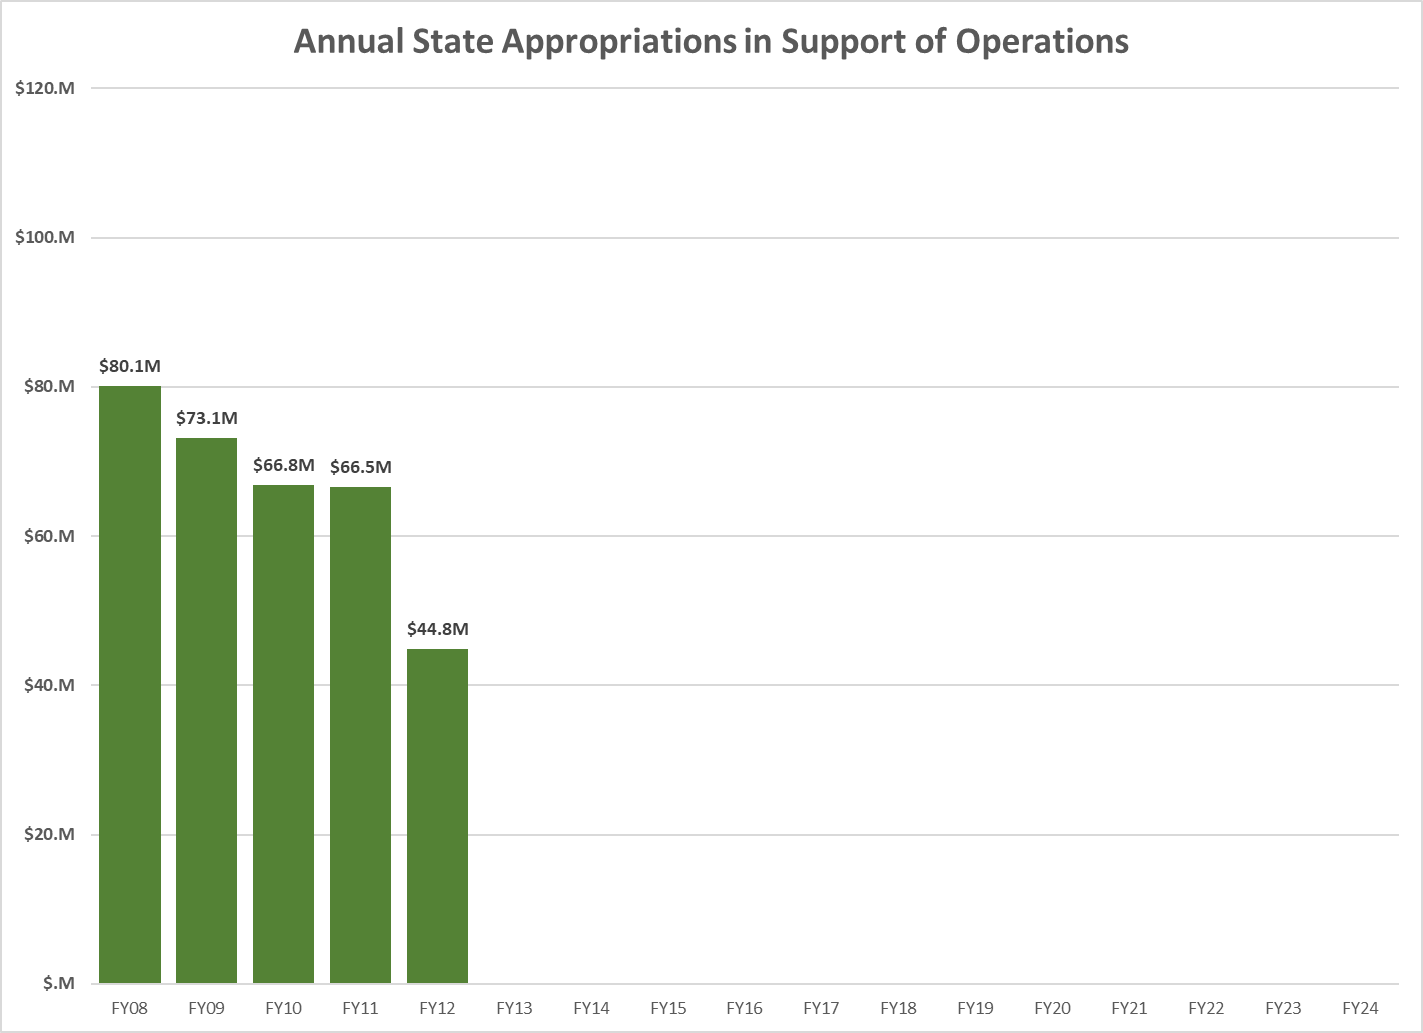 Annual State Appropriations in Support of Operations
$120.M
$100.M
$80.M
$60.M
$40.M
$20.M
$.M
$80.1M
$73.1M
$66.8M
$66.5M
$44.8M
FY08 FY09 FY10 FY11 FY12 FY13 FY14 FY15 FY16 FY17 FY18 FY19 FY20 FY21 FY22 FY23 FY24